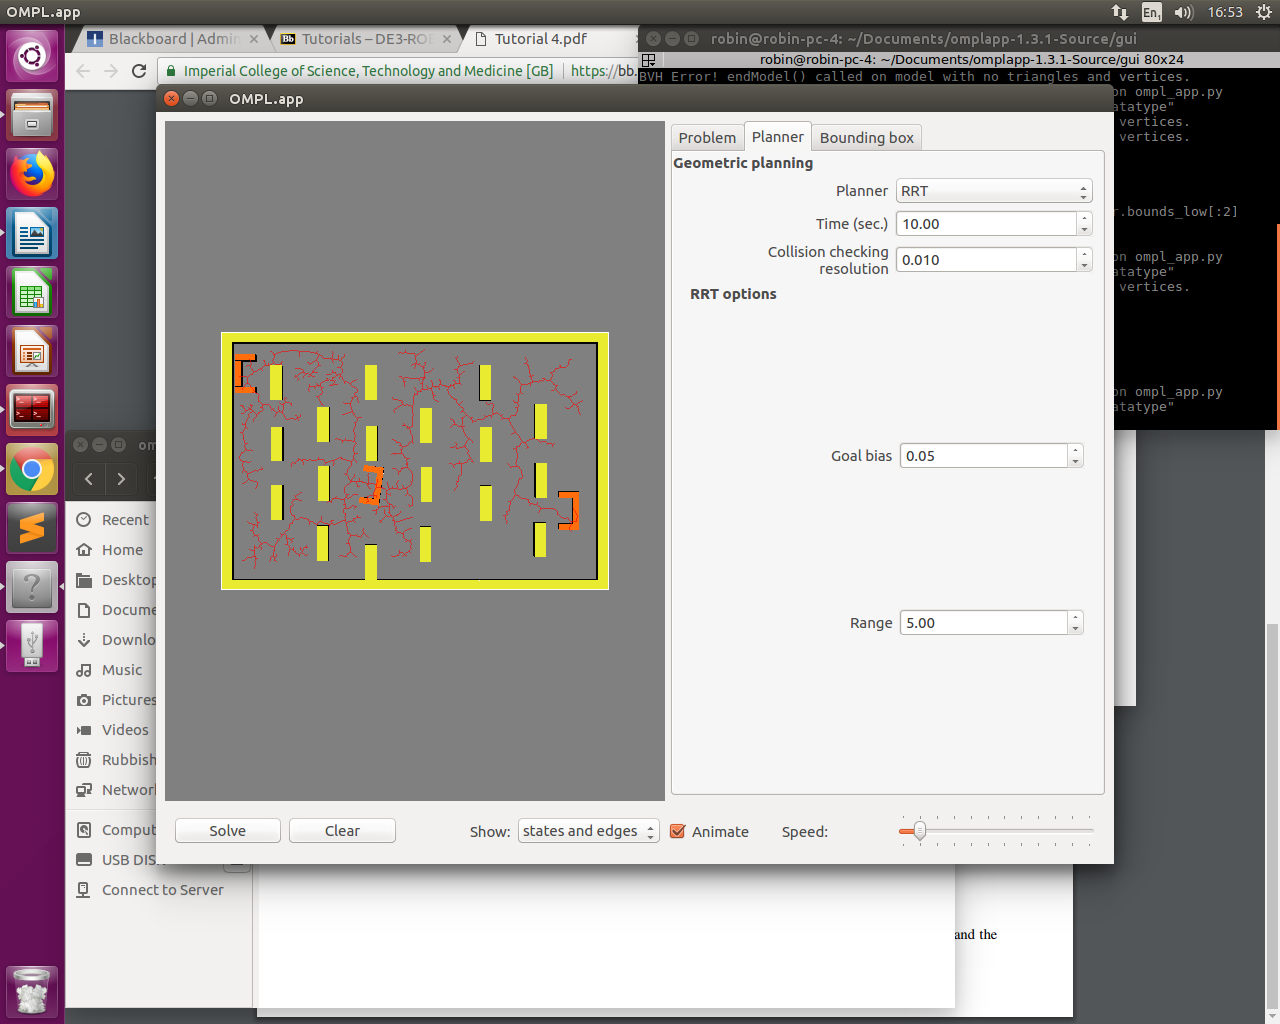 OMPL.app
En1
16:53
Blackboard | Admin
Tutorials – DE3-ROB
Tutorial 4.pdf
robin@robin-pc-4: ~/Documents/omplapp-1.3.1-Source/gui
Imperial College of Science, Technology and Medicine [GB]
https://bb.
robin@robin-pc-4: ~/Documents/omplapp-1.3.1-Source/gui 80x24
BVH Error! endModel() called on model with no triangles and vertices.
on ompl_app.py
atatype"
vertices.
vertices.
r.bounds_low[:2]
on ompl_app.py
atatype"
vertices.
on ompl_app.py
atatype"
OMPL.app
Problem
Planner
Bounding box
Geometric planning
Planner
RRT
Time (sec.)
10.00
Collision checking
resolution
0.010
RRT options
Goal bias
0.05
Range
5.00
Solve
Clear
Show:
states and edges
Animate
Speed:
om
Recent
Home
Desktop
Docume
Downlo
Music
Pictures
Videos
Rubbish
Network
Comput
USB DIS
Connect to Server
and the